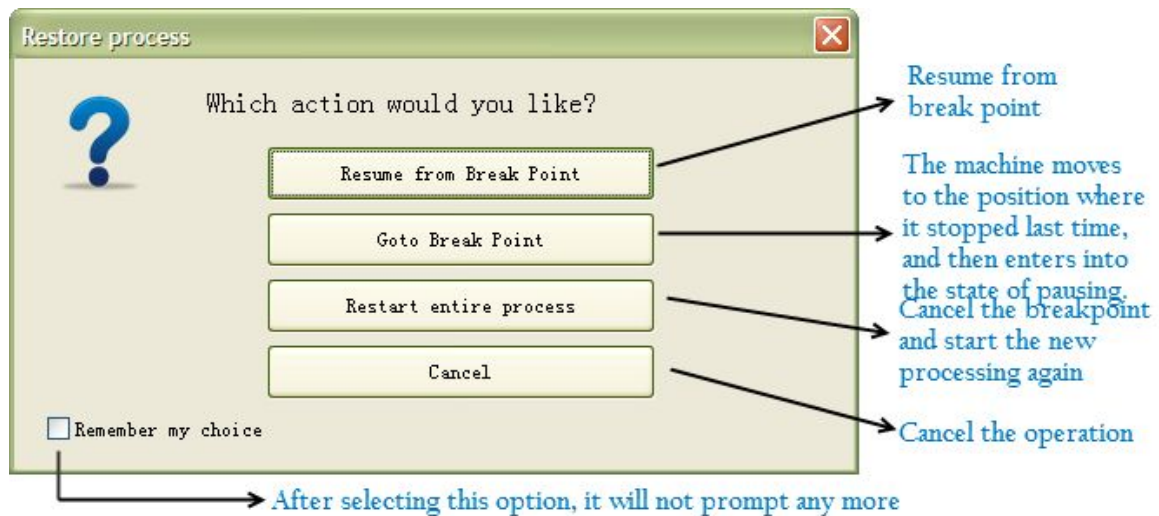 Restore process
Which action would you like?
Resume from Break Point
Goto Break Point
Restart entire process
Cancel
Remember my choice
Resume from
break point
The machine moves
to the position where
it stopped last time,
and then enters into
the state of pausing.
Cancel the breakpoint
and start the new
processing again
Cancel the operation
After selecting this option, it will not prompt any more